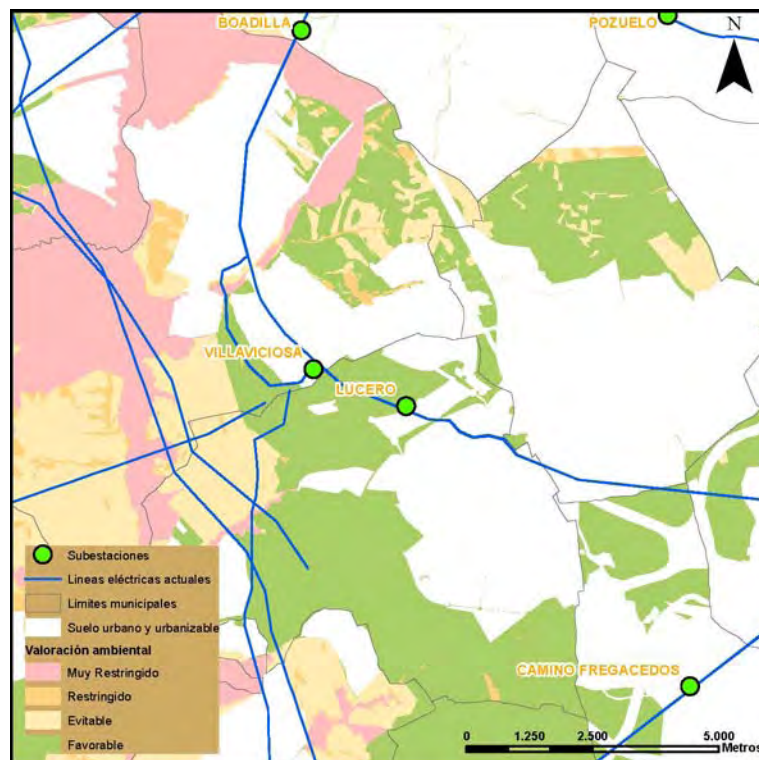 BOADILLA
POZUELO
N
VILLAVICIOSA
LUCERO
CAMINO FREGACEDOS
Subestaciones
Lineas eléctricas actuales
Limites municipales
Suelo urbano y urbanizable
Valoración ambiental
Muy Restringido
Restringido
Evitable
Favorable
0 1.250 2.500 5.000
Metros